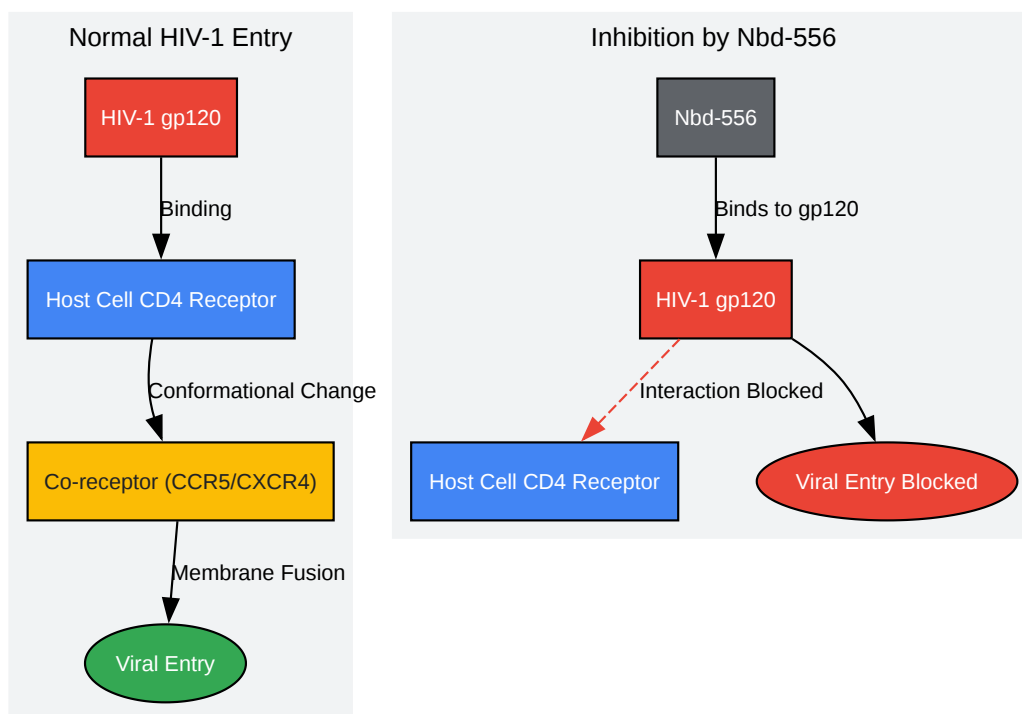 Normal HIV-1 Entry
HIV-1 gp120
Binding
Host Cell CD4 Receptor
Conformational Change
Co-receptor (CCR5/CXCR4)
Membrane Fusion
Viral Entry
Inhibition by Nbd-556
Nbd-556
Binds to gp120
HIV-1 gp120
Interaction Blocked
Host Cell CD4 Receptor
Viral Entry Blocked